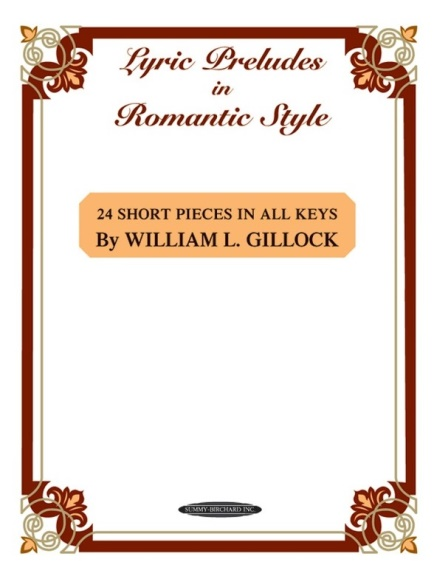 Lyric Preludes
in
Romantic Style
24 SHORT PIECES IN ALL KEYS
By WILLIAM L. GILLOCK
SUMMY-BIRCHARD INC.